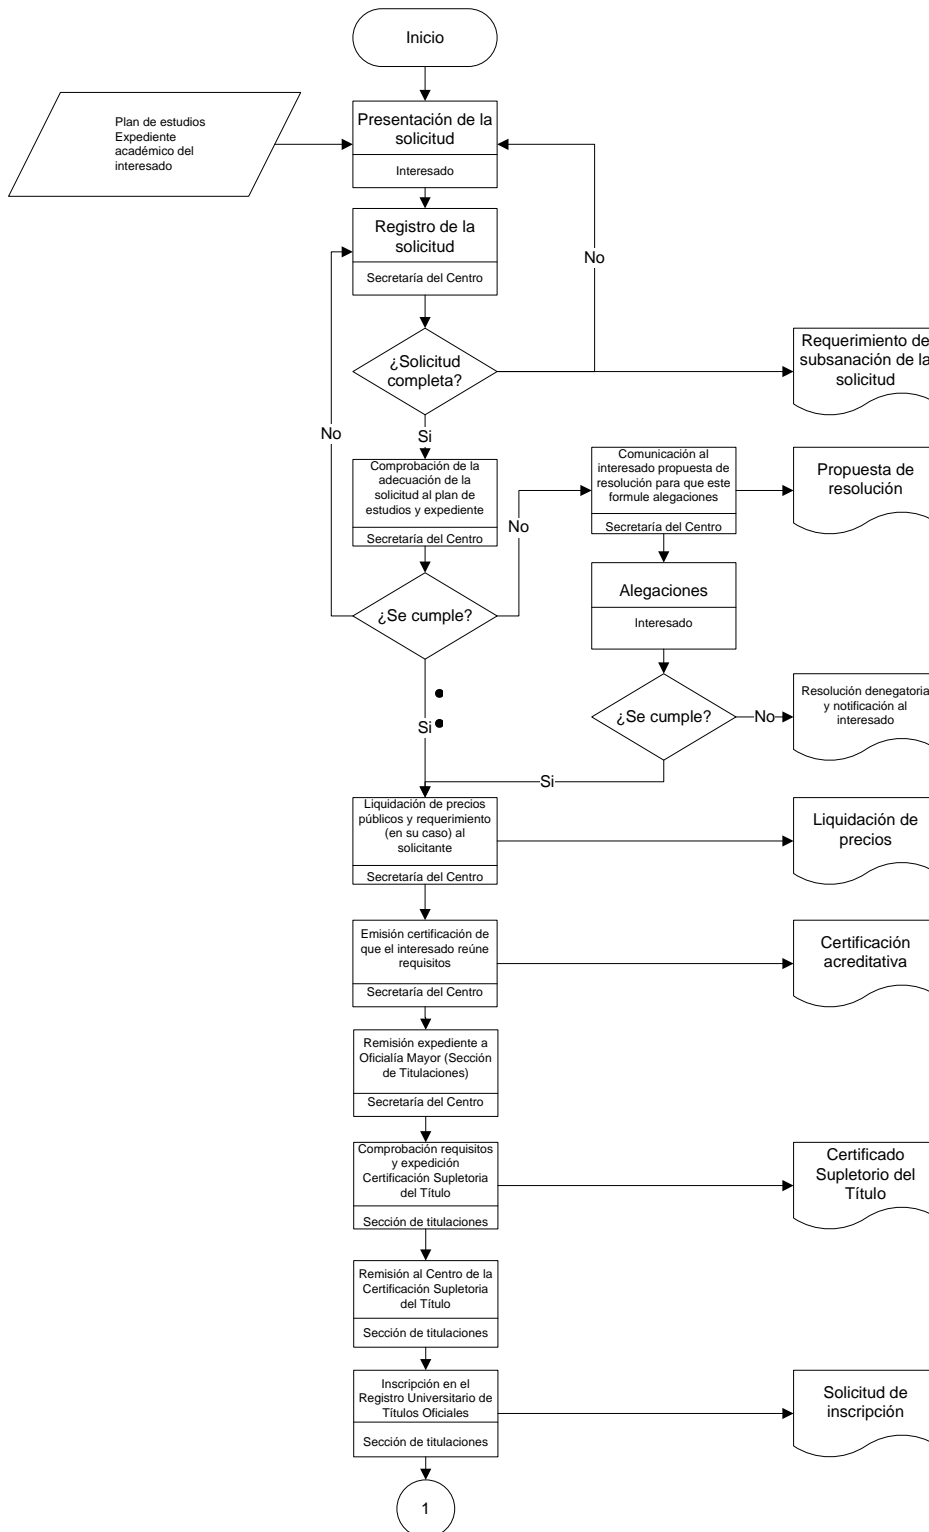 Inicio
Plan de estudios
Expediente
académico del
interesado
Presentación de la
solicitud
Interesado
Registro de la
solicitud
Secretaría del Centro
No
¿Solicitud
completa?
Requerimiento de
subsanación de la
solicitud
No
Si
Comprobación de la
adecuación de la
solicitud al plan de
estudios y expediente
Secretaría del Centro
No
Comunicación al
interesado propuesta de
resolución para que este
formule alegaciones
Secretaría del Centro
Propuesta de
resolución
¿Se cumple?
Alegaciones
Interesado
¿Se cumple?
No
Resolución denegatoria
y notificación al
interesado
Si
Si
Liquidación de precios
públicos y requerimiento
(en su caso) al
solicitante
Secretaría del Centro
Liquidación de
precios
Emisión certificación de
que el interesado reúne
requisitos
Secretaría del Centro
Certificación
acreditativa
Remisión expediente a
Oficialía Mayor (Sección
de Titulaciones)
Secretaría del Centro
Comprobación requisitos
y expedición
Certificación Supletoria
del Título
Sección de titulaciones
Certificado
Supletorio del
Título
Remisión al Centro de la
Certificación Supletoria
del Título
Sección de titulaciones
Inscripción en el
Registro Universitario de
Títulos Oficiales
Sección de titulaciones
Solicitud de
inscripción
1